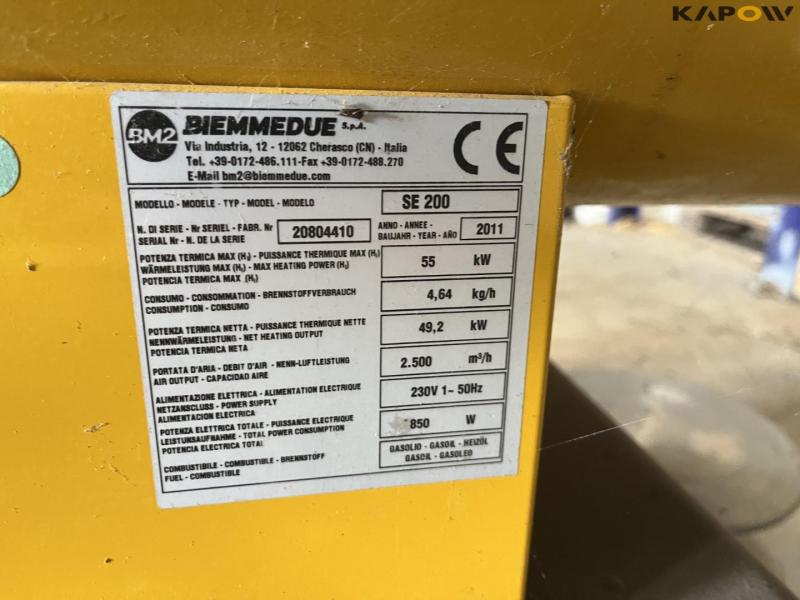 KAPOW
BM2 BIEMMEDUE S.p.A.
Via Industria, 12 - 12062 Cherasco (CN) - Italia
Tel. +39-0172-486.111-Fax +39-0172-488.270
E-Mail bm2@biemmedue.com
CE
MODELLO - MODELE - TYP - MODEL - MODELO SE 200
N. DI SERIE - Nr SERIEL - FABR. Nr
SERIAL Nr - N. DE LA SERIE
20804410
ANNO - ANNEE -
BAUJAHR - YEAR - AÑO
2011
POTENZA TERMICA MAX (Hi) - PUISSANCE THERMIQUE MAX (Hi)
WÄRMELEISTUNG MAX (Hi) - MAX HEATING POWER (Hi)
POTENCIA TERMICA MAX (Hi)
55 kW
CONSUMO - CONSOMMATION - BRENNSTOFFVERBRAUCH
CONSUMPTION - CONSUMO
4,64 kg/h
POTENZA TERMICA NETTA - PUISSANCE THERMIQUE NETTE
NENNWÄRMELEISTUNG - NET HEATING OUTPUT
POTENCIA TERMICA NETA
49,2 kW
PORTATA D'ARIA - DEBIT D'AIR - NENN-LUFTLEISTUNG
AIR OUTPUT - CAPACIDAD AIRE
2.500 m³/h
ALIMENTAZIONE ELETTRICA - ALIMENTATION ELECTRIQUE
NETZANSCLUSS - POWER SUPPLY
ALIMENTACION ELECTRICA
230V 1~ 50Hz
POTENZA ELETTRICA TOTALE - PUISSANCE ELECTRIQUE
LEISTUNGSAUFNAHME - TOTAL POWER CONSUMPTION
POTENCIA ELECTRICA TOTAL
850 W
COMBUSTIBILE - COMBUSTIBLE - BRENNSTOFF
FUEL - COMBUSTIBLE
GASOLIO - GASOIL - HEIZÖL
GASOIL - GASOLEO